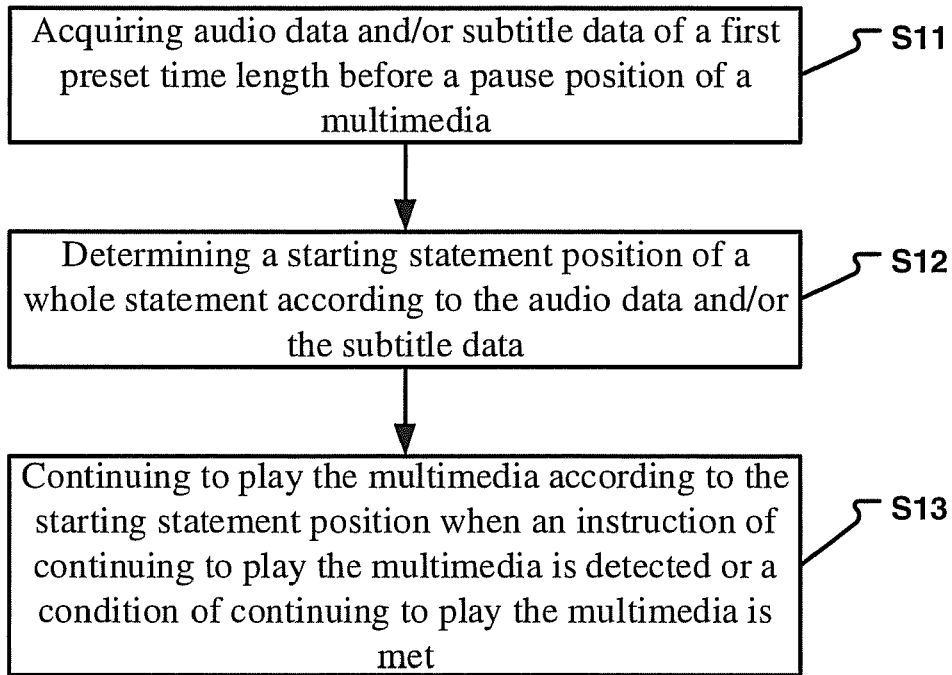 Acquiring audio data and/or subtitle data of a first
preset time length before a pause position of a
multimedia
S11
Determining a starting statement position of a
whole statement according to the audio data and/or
the subtitle data
S12
Continuing to play the multimedia according to the
starting statement position when an instruction of
continuing to play the multimedia is detected or a
condition of continuing to play the multimedia is
met
S13